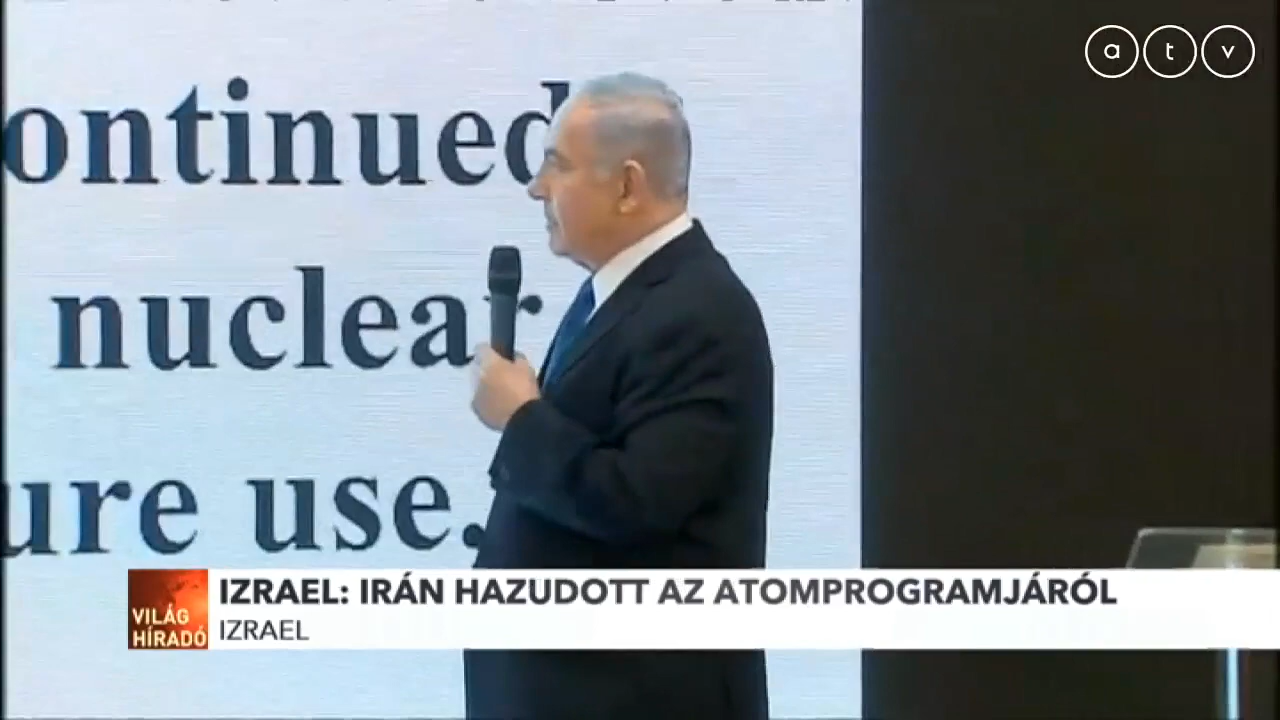 a t v
ontinued
nuclear
ure use.
IZRAEL: IRÁN HAZUDOTT AZ ATOMPROGRAMJÁRÓL
VILÁG
HÍRADÓ
IZRAEL